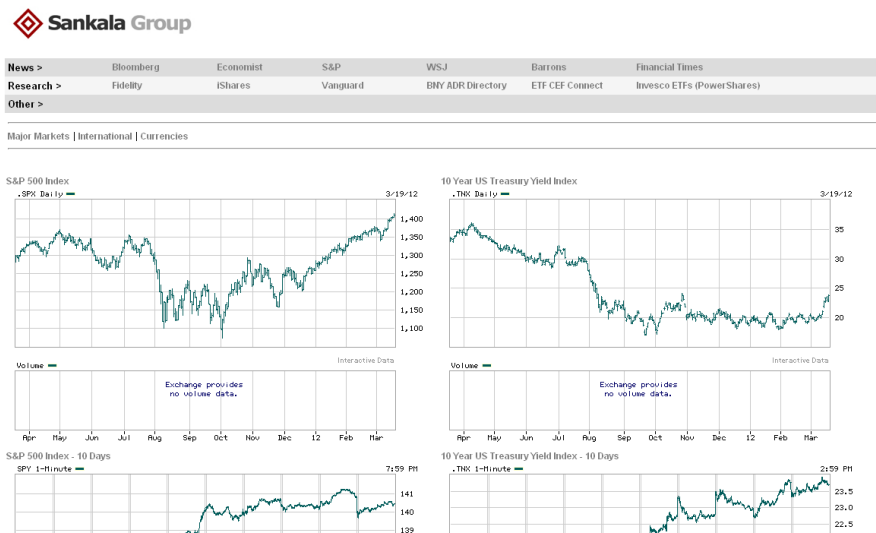 Sankala Group
News > Bloomberg Economist S&P WSJ Barrons Financial Times
Research > Fidelity iShares Vanguard BNY ADR Directory ETF CEF Connect Invesco ETFs (PowerShares)
Other >
Major Markets | International | Currencies
S&P 500 Index
.SPX Daily 3/19/12
1,400
1,350
1,300
1,250
1,200
1,150
1,100
Interactive Data
Volume
Exchange provides
no volume data.
Apr May Jun Jul Aug Sep Oct Nov Dec 12 Feb Mar
10 Year US Treasury Yield Index
.TNX Daily 3/19/12
35
30
25
20
Interactive Data
Volume
Exchange provides
no volume data.
Apr May Jun Jul Aug Sep Oct Nov Dec 12 Feb Mar
S&P 500 Index - 10 Days
SPY 1-Minute 7:59 PM
141
140
139
10 Year US Treasury Yield Index - 10 Days
.TNX 1-Minute 2:59 PM
23.5
23.0
22.5